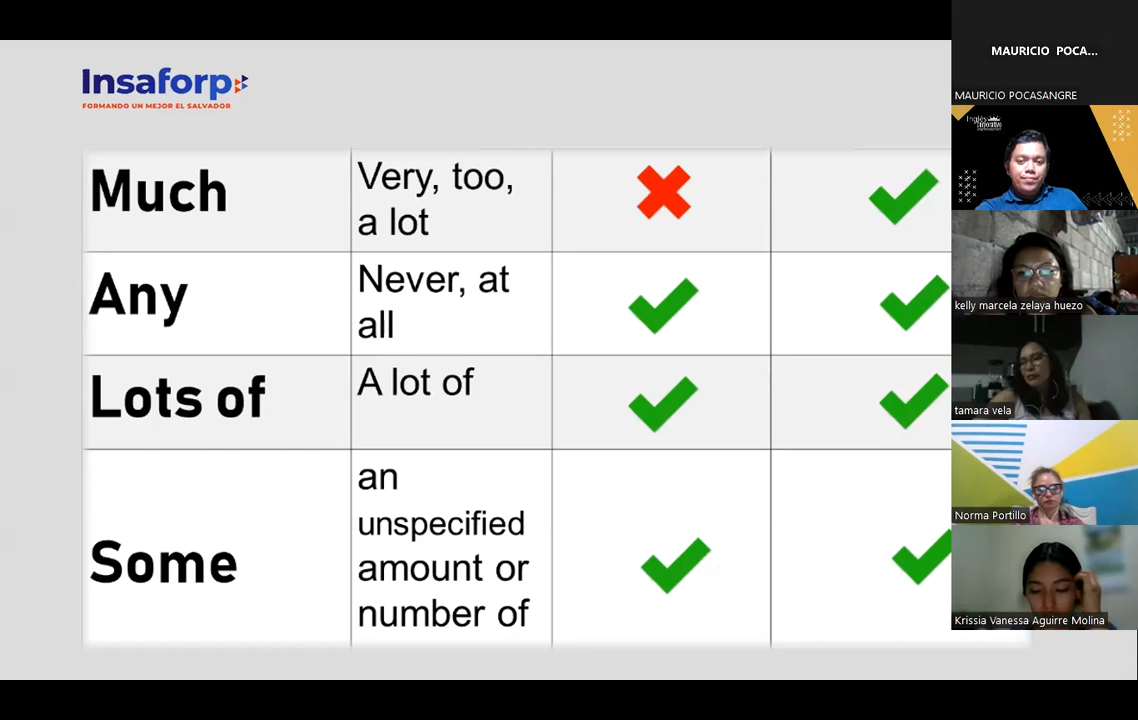 Insaforp
FORMANDO UN MEJOR EL SALVADOR
Much
Very, too,
a lot
Any
Never, at
all
Lots of
A lot of
Some
an
unspecified
amount or
number of
MAURICIO POCA...
MAURICIO POCASANGRE
Inglés
kelly marcela zelaya huezo
tamara vela
Norma Portillo
Krissia Vanessa Aguirre Molina